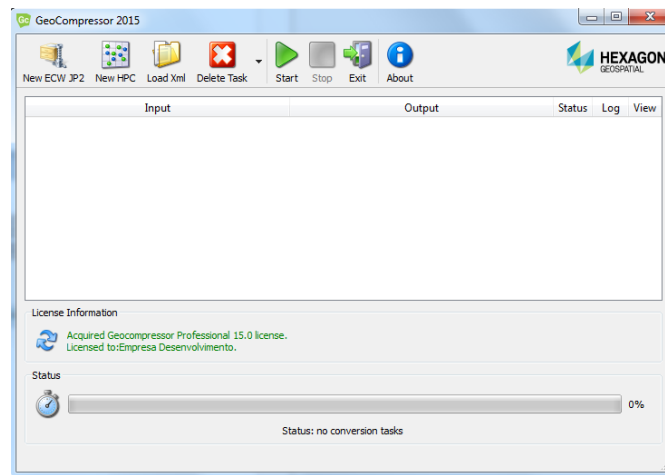 Gc GeoCompressor 2015
New ECW JP2 New HPC Load Xml Delete Task Start Stop Exit About
HEXAGON
GEOSPATIAL
Input Output Status Log View
License Information
Acquired Geocompressor Professional 15.0 license.
Licensed to:Empresa Desenvolvimento.
Status
0%
Status: no conversion tasks